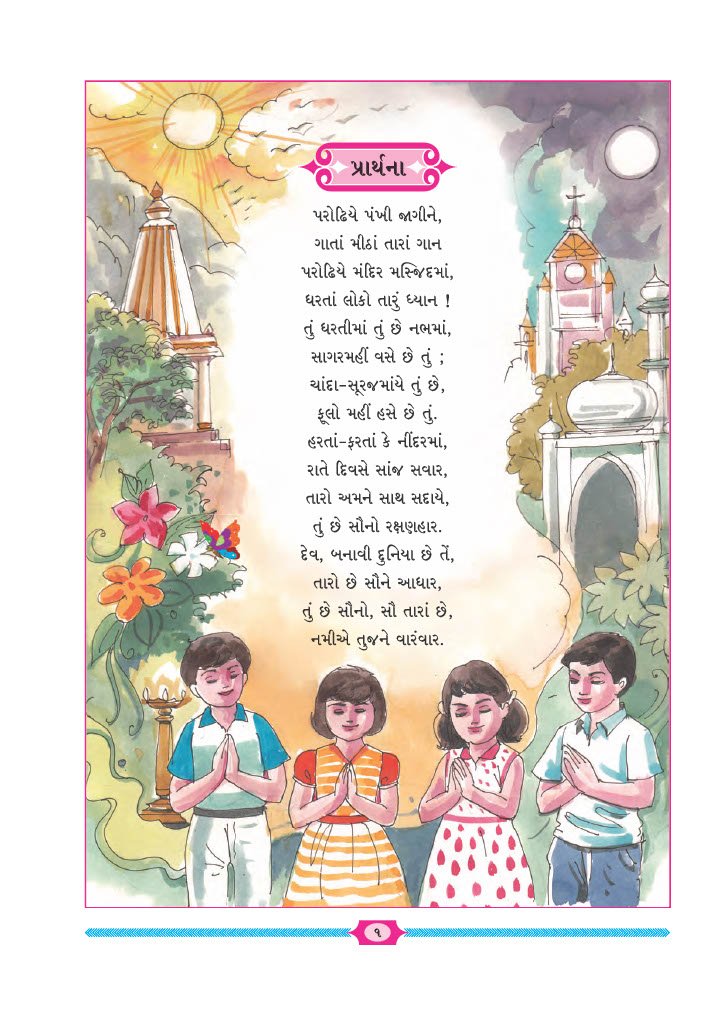 પ્રાર્થના
પરોઢિયે પંખી જાગીને,
ગાતાં મીઠાં તારાં ગાન
પરોઢિયે મંદિર મસ્જિદમાં,
ધરતાં લોકો તારું ધ્યાન !
તું ધરતીમાં તું છે નભમાં,
સાગરમહીં વસે છે તું ;
ચાંદા-સૂરજમાંયે તું છે,
ફૂલો મહીં હસે છે તું.
હરતાં-ફરતાં કે નીંદરમાં,
રાતે દિવસે સાંજ સવાર,
તારો અમને સાથ સદાયે,
તું છે સૌનો રક્ષણહાર.
દેવ, બનાવી દુનિયા છે તેં,
તારો છે સૌને આધાર,
તું છે સૌનો, સૌ તારાં છે,
નમીએ તુજને વારંવાર.
૧